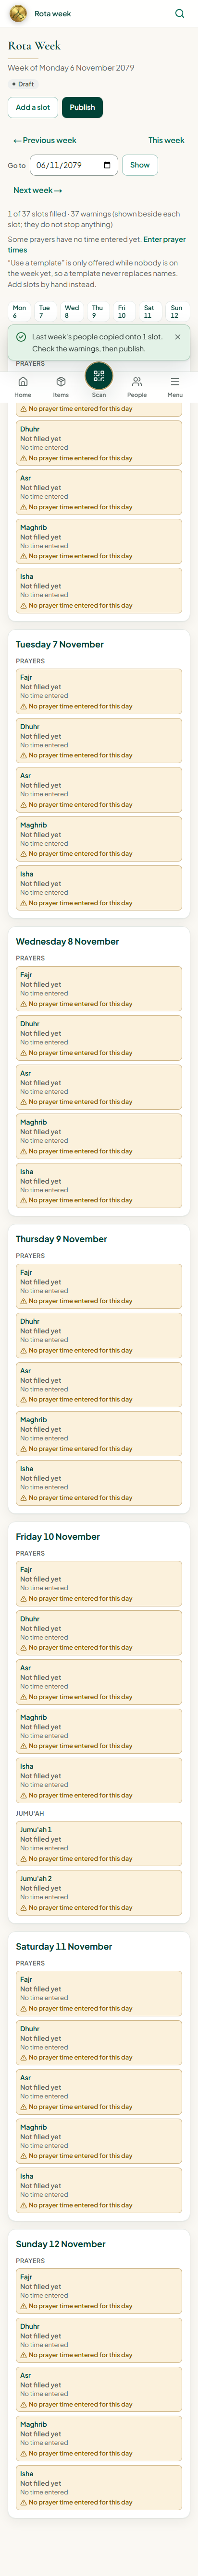 Rota week
Rota Week
Week of Monday 6 November 2079
Draft
Add a slot
Publish
← Previous week
This week
Go to
06/11/2079
Show
Next week →
1 of 37 slots filled · 37 warnings (shown beside each
slot; they do not stop anything)
Some prayers have no time entered yet. Enter prayer
times
“Use template” is only offered while nobody is on
the week yet, so a template never replaces names.
Add slots by hand instead.
Mon
6
Tue
7
Wed
8
Thu
9
Fri
10
Sat
11
Sun
12
Last week's people copied onto 1 slot.
Check the warnings, then publish.
PRAYERS
Home
Items
Scan
People
Menu
No prayer time entered for this day
Dhuhr
Not filled yet
No time entered
No prayer time entered for this day
Asr
Not filled yet
No time entered
No prayer time entered for this day
Maghrib
Not filled yet
No time entered
No prayer time entered for this day
Isha
Not filled yet
No time entered
No prayer time entered for this day
Tuesday 7 November
PRAYERS
Fajr
Not filled yet
No time entered
No prayer time entered for this day
Dhuhr
Not filled yet
No time entered
No prayer time entered for this day
Asr
Not filled yet
No time entered
No prayer time entered for this day
Maghrib
Not filled yet
No time entered
No prayer time entered for this day
Isha
Not filled yet
No time entered
No prayer time entered for this day
Wednesday 8 November
PRAYERS
Fajr
Not filled yet
No time entered
No prayer time entered for this day
Dhuhr
Not filled yet
No time entered
No prayer time entered for this day
Asr
Not filled yet
No time entered
No prayer time entered for this day
Maghrib
Not filled yet
No time entered
No prayer time entered for this day
Isha
Not filled yet
No time entered
No prayer time entered for this day
Thursday 9 November
PRAYERS
Fajr
Not filled yet
No time entered
No prayer time entered for this day
Dhuhr
Not filled yet
No time entered
No prayer time entered for this day
Asr
Not filled yet
No time entered
No prayer time entered for this day
Maghrib
Not filled yet
No time entered
No prayer time entered for this day
Isha
Not filled yet
No time entered
No prayer time entered for this day
Friday 10 November
PRAYERS
Fajr
Not filled yet
No time entered
No prayer time entered for this day
Dhuhr
Not filled yet
No time entered
No prayer time entered for this day
Asr
Not filled yet
No time entered
No prayer time entered for this day
Maghrib
Not filled yet
No time entered
No prayer time entered for this day
Isha
Not filled yet
No time entered
No prayer time entered for this day
JUMU'AH
Jumu'ah 1
Not filled yet
No time entered
No prayer time entered for this day
Jumu'ah 2
Not filled yet
No time entered
No prayer time entered for this day
Saturday 11 November
PRAYERS
Fajr
Not filled yet
No time entered
No prayer time entered for this day
Dhuhr
Not filled yet
No time entered
No prayer time entered for this day
Asr
Not filled yet
No time entered
No prayer time entered for this day
Maghrib
Not filled yet
No time entered
No prayer time entered for this day
Isha
Not filled yet
No time entered
No prayer time entered for this day
Sunday 12 November
PRAYERS
Fajr
Not filled yet
No time entered
No prayer time entered for this day
Dhuhr
Not filled yet
No time entered
No prayer time entered for this day
Asr
Not filled yet
No time entered
No prayer time entered for this day
Maghrib
Not filled yet
No time entered
No prayer time entered for this day
Isha
Not filled yet
No time entered
No prayer time entered for this day